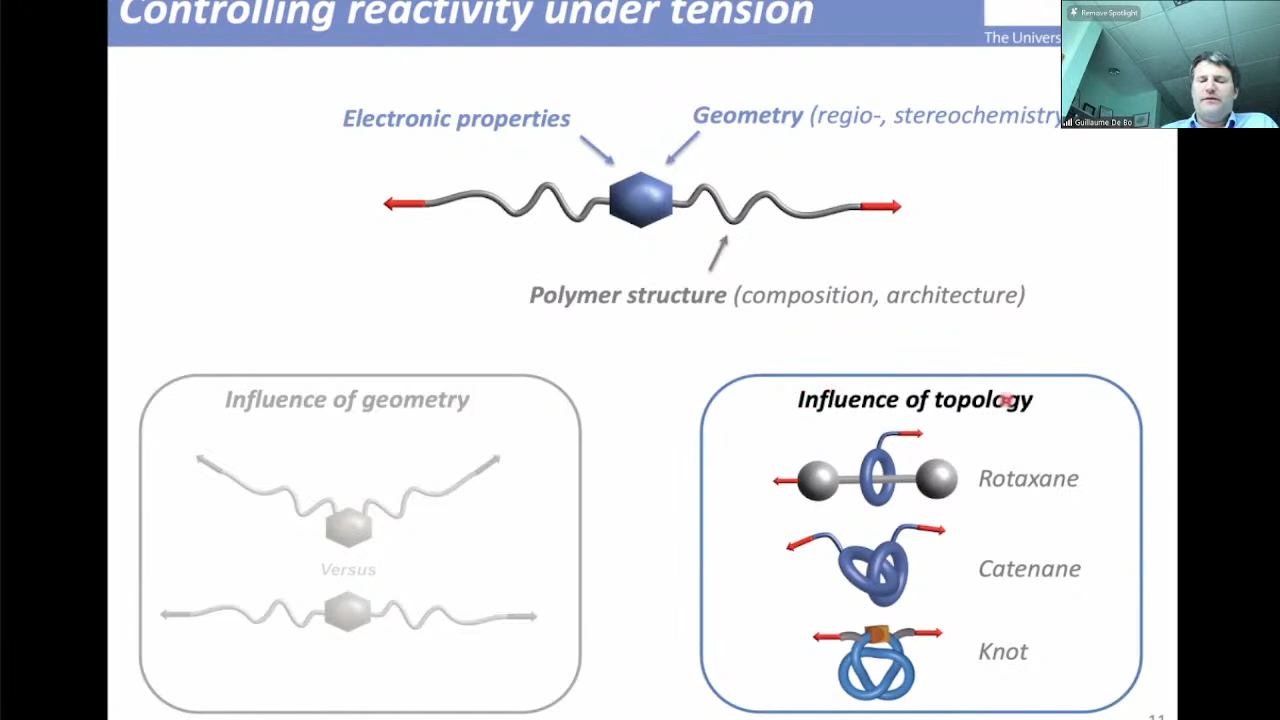 Controlling reactivity under tension
The Univers
Remove Spotlight
Guillaume De Bo
Electronic properties
Geometry (regio-, stereochemistry
Polymer structure (composition, architecture)
Influence of geometry
Versus
Influence of topology
Rotaxane
Catenane
Knot
11